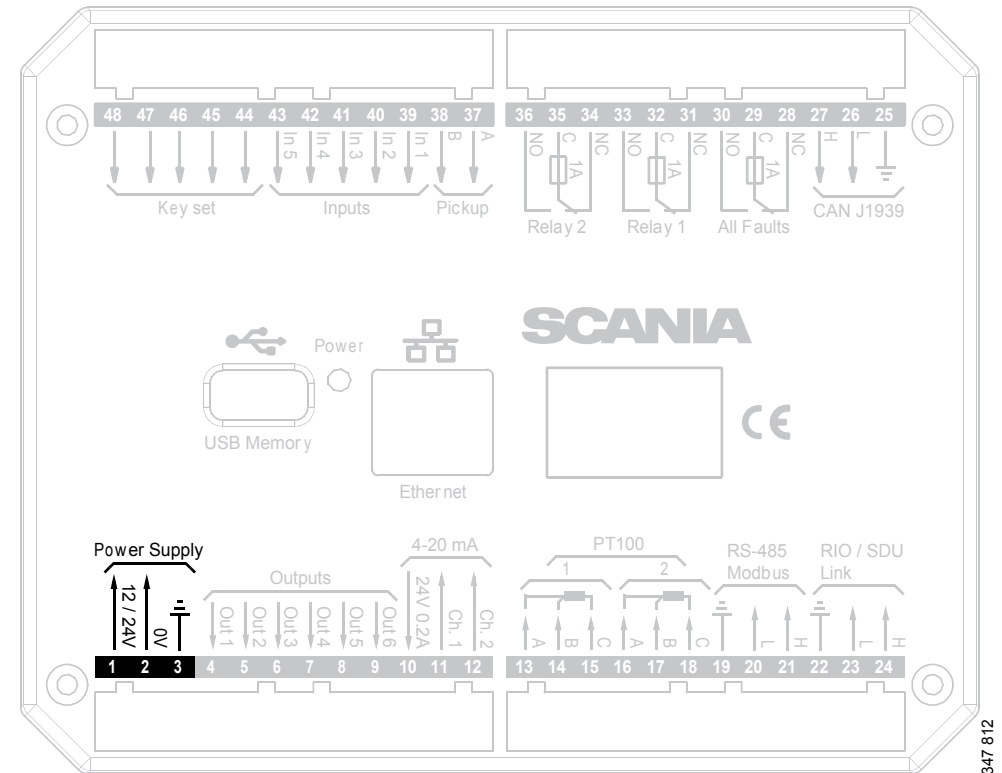 48 47 46 45 44 43 42 41 40 39 38 37
36 35 34 33 32 31 30 29 28 27 26 25
In 5 In 4 In 3 In 2 In 1 B A
NO C NC NO C NC NO C NC H L
1A 1A 1A
Key set Inputs Pickup
Relay 2 Relay 1 All Faults
CAN J1939
SCANIA
Power
CE
USB Memory
Ethernet
Power Supply
Outputs
4-20 mA
PT100
1 2
RS-485
Modbus
RIO / SDU
Link
12 / 24V 0V
Out 1 Out 2 Out 3 Out 4 Out 5 Out 6
24V 0.2A Ch. 1 Ch. 2
A B C A B C L H L H
1 2 3 4 5 6 7 8 9 10 11 12
13 14 15 16 17 18 19 20 21 22 23 24
347 812